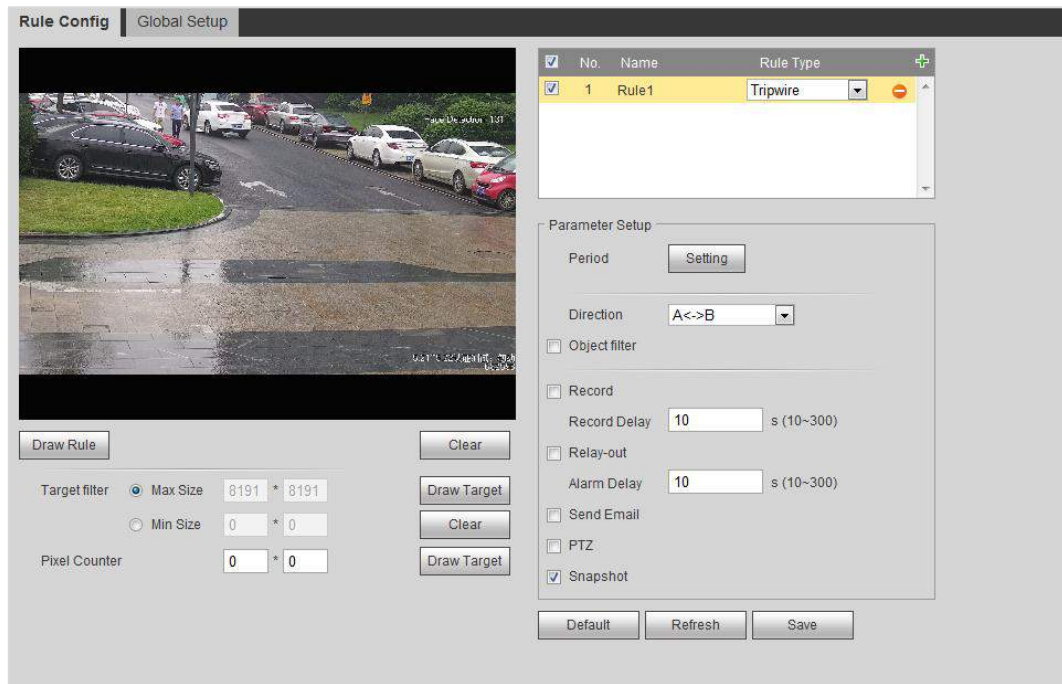 Rule Config Global Setup
No. Name Rule Type
1 Rule1 Tripwire
Parameter Setup
Period Setting
Direction A<->B
Object filter
Record
Record Delay 10 s (10~300)
Relay-out
Alarm Delay 10 s (10~300)
Send Email
PTZ
Snapshot
Default Refresh Save
Face Detection 131
Draw Rule Clear
Target filter Max Size 8191 * 8191 Draw Target
Min Size 0 * 0 Clear
Pixel Counter 0 * 0 Draw Target